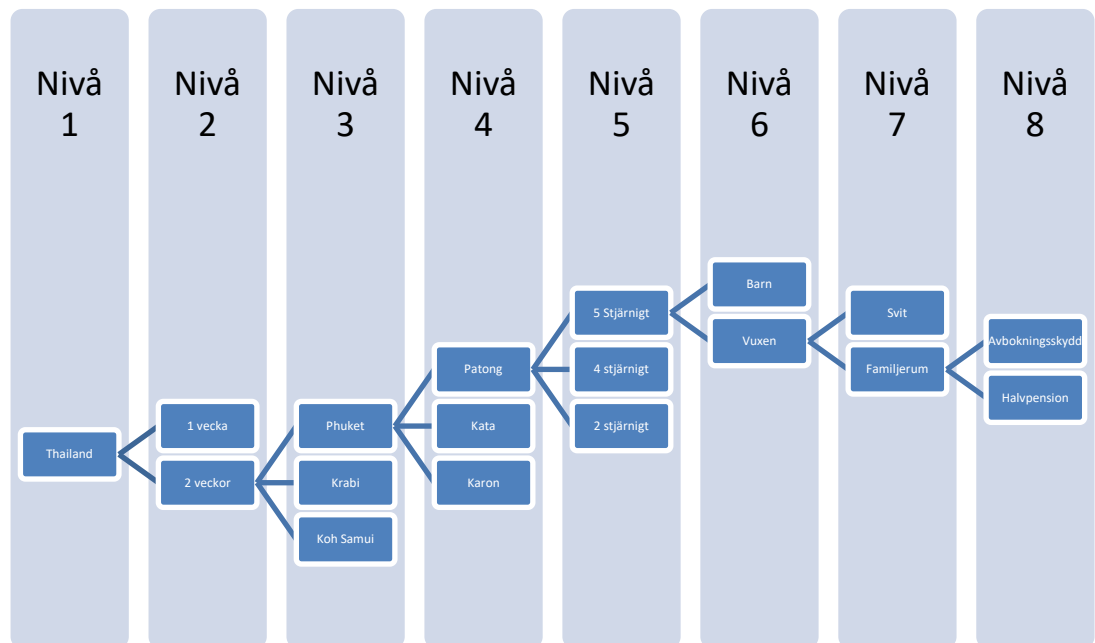 Nivå
1
Nivå
2
Nivå
3
Nivå
4
Nivå
5
Nivå
6
Nivå
7
Nivå
8
Thailand
1 vecka
2 veckor
Phuket
Krabi
Koh Samui
Patong
Kata
Karon
5 Stjärnigt
4 stjärnigt
2 stjärnigt
Barn
Vuxen
Svit
Familjerum
Avbokningsskydd
Halvpension